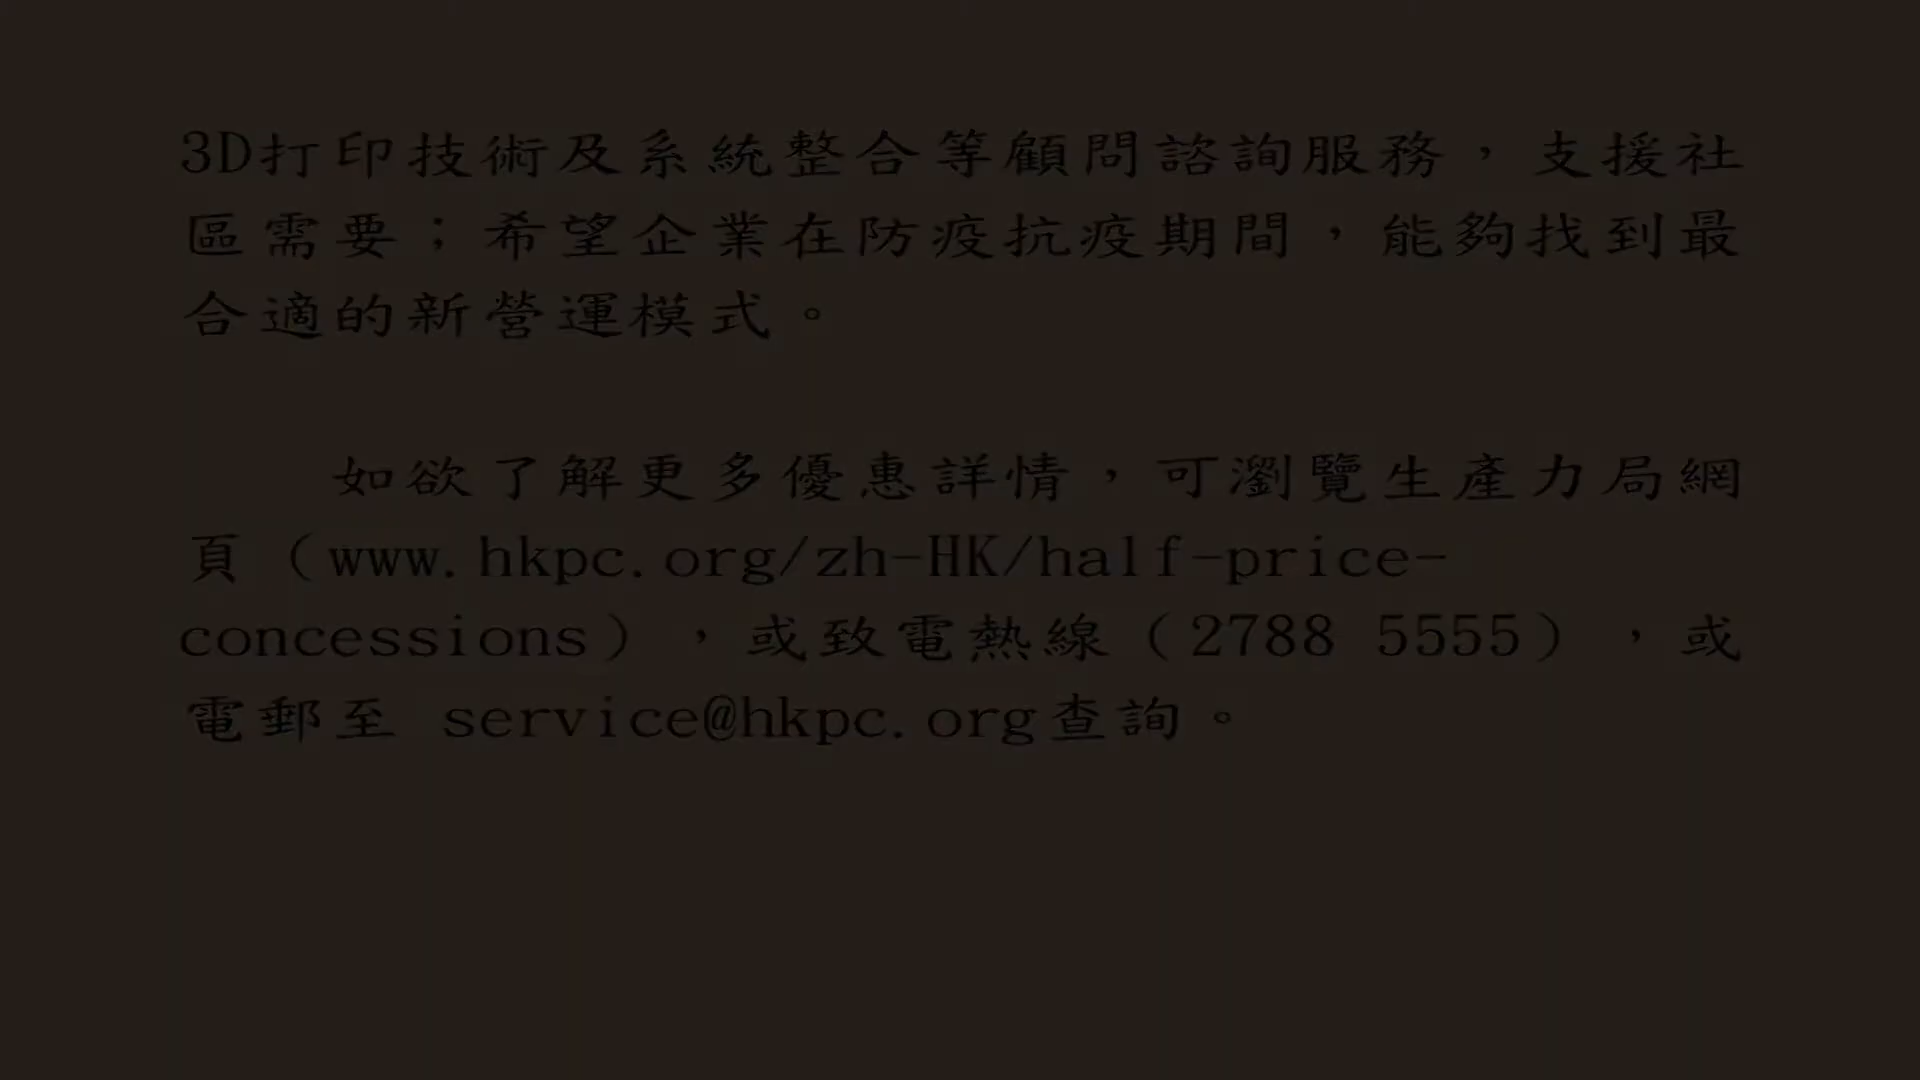 3D打印技術及系統整合等顧問諮詢服務，支援社
區需要；希望企業在防疫抗疫期間，能夠找到最
合適的新營運模式。
如欲了解更多優惠詳情，可瀏覽生產力局網
頁（www.hkpc.org/zh-HK/half-price-
concessions），或致電熱線（2788 5555），或
電郵至 service@hkpc.org查詢。